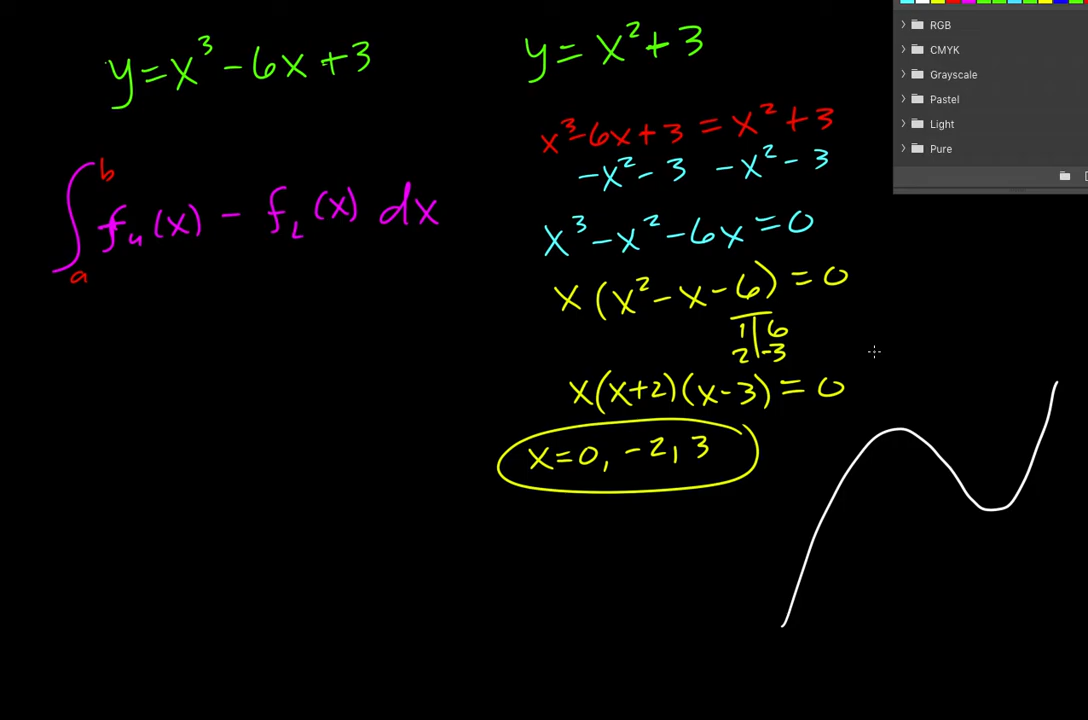 y = x³ - 6x + 3
y = x² + 3
x³ - 6x + 3 = x² + 3
- x² - 3 - x² - 3
∫ₐᵇ f₄(x) - f_L(x) dx
x³ - x² - 6x = 0
x (x² - x - 6) = 0
1 | 6
2 | -3
x(x+2)(x-3) = 0
x = 0, -2, 3
RGB
CMYK
Grayscale
Pastel
Light
Pure